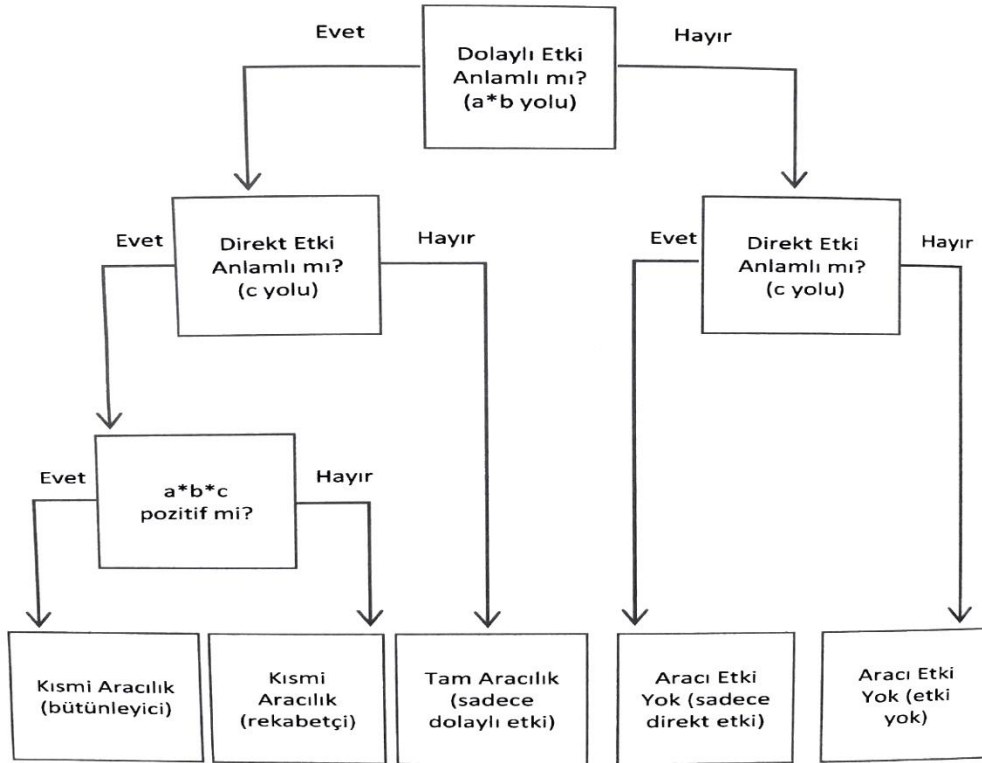 Evet
Hayır
Dolaylı Etki
Anlamlı mı?
(a*b yolu)
Evet
Direkt Etki
Anlamlı mı?
(c yolu)
Hayır
Evet
Direkt Etki
Anlamlı mı?
(c yolu)
Hayır
Evet
a*b*c
pozitif mi?
Hayır
Kısmi Aracılık
(bütünleyici)
Kısmi
Aracılık
(rekabetçi)
Tam Aracılık
(sadece
dolaylı etki)
Aracı Etki
Yok (sadece
direkt etki)
Aracı Etki
Yok (etki
yok)